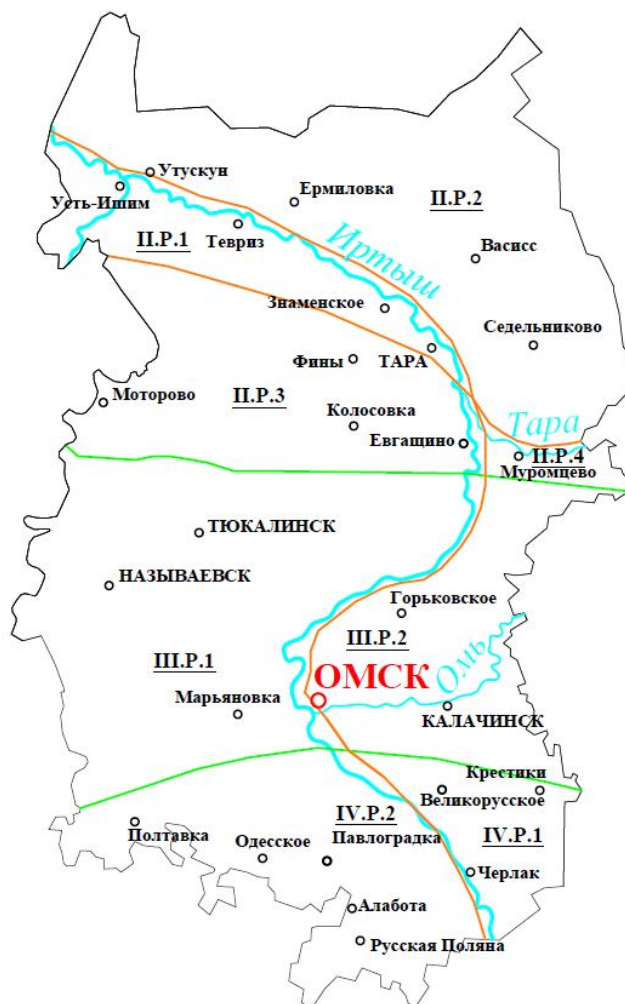 Утускун
Усть-Ишим
Ермиловка
II.Р.2
II.Р.1
Тевриз
Иртыш
Васисс
Знаменское
Седельниково
Фины
ТАРА
Моторово
II.Р.3
Колосовка
Тара
Евгащино
II.Р.4
Муромцево
ТЮКАЛИНСК
НАЗЫВАЕВСК
Горьковское
III.Р.2
III.Р.1
ОМСК
Омь
Марьяновка
КАЛАЧИНСК
Крестики
Великорусское
IV.Р.2
IV.Р.1
Полтавка
Одесское
Павлоградка
Черлак
Алабота
Русская Поляна